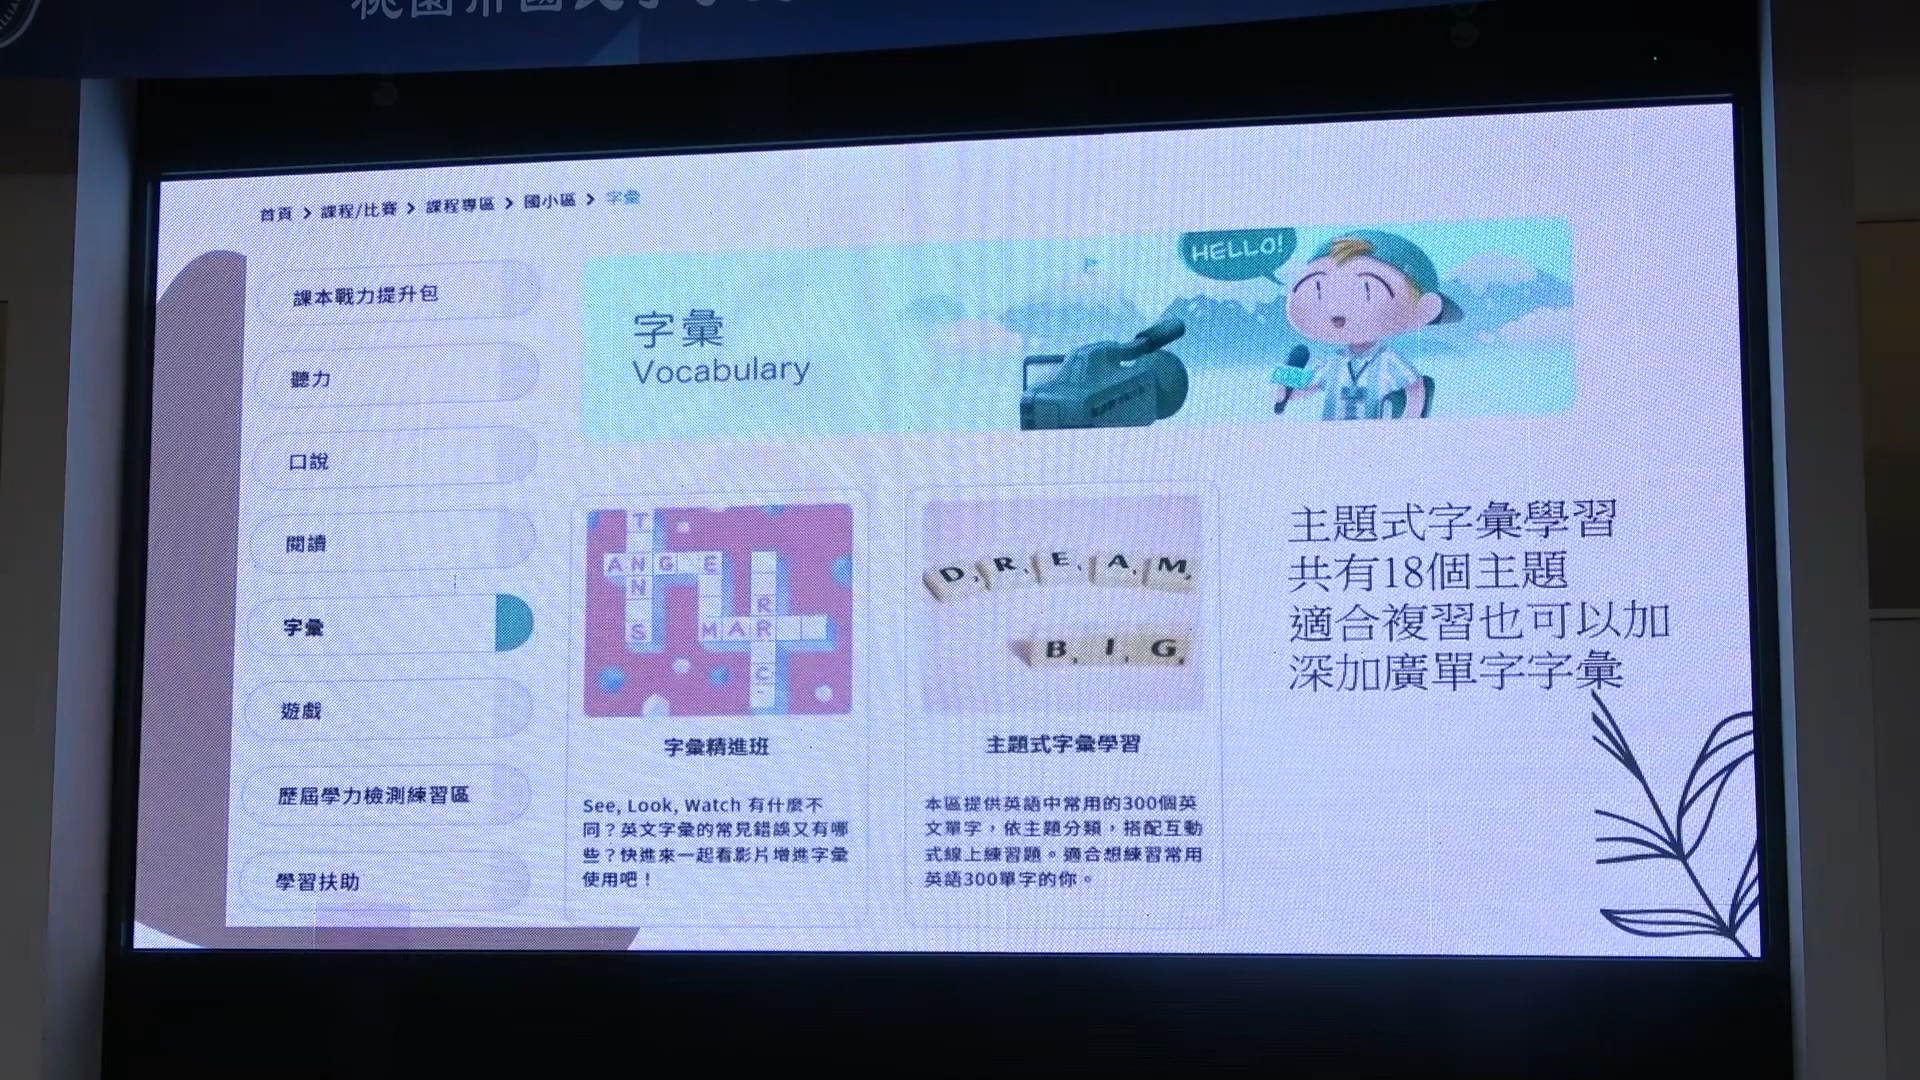 桃園市國民小學
首頁 > 課程/比賽 > 課程專區 > 國小區 > 字彙
課本戰力提升包
聽力
口說
閱讀
字彙
遊戲
歷屆學力檢測練習區
學習扶助
字彙
Vocabulary
HELLO!
字彙精進班
See, Look, Watch 有什麼不
同？英文字彙的常見錯誤又有哪
些？快進來一起看影片增進字彙
使用吧！
D R E A M
B I G
主題式字彙學習
本區提供英語中常用的300個英
文單字，依主題分類，搭配互動
式線上練習題。適合想練習常用
英語300單字的你。
主題式字彙學習
共有18個主題
適合複習也可以加
深加廣單字字彙